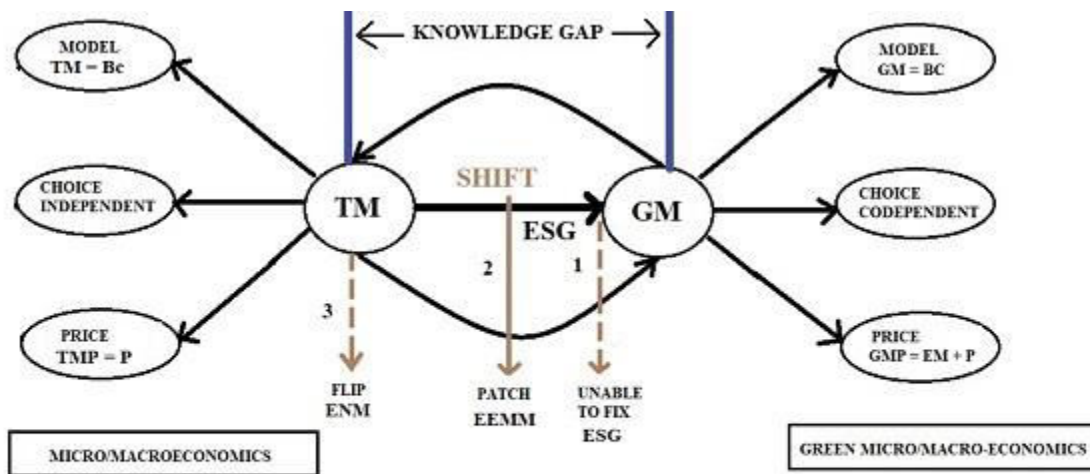 KNOWLEDGE GAP
MODEL
TM = Bc
MODEL
GM = BC
CHOICE
INDEPENDENT
TM
SHIFT
ESG
GM
CHOICE
CODEPENDENT
3
2
1
PRICE
TMP = P
PRICE
GMP = EM + P
FLIP
ENM
PATCH
EEMM
UNABLE
TO FIX
ESG
MICRO/MACROECONOMICS
GREEN MICRO/MACRO-ECONOMICS